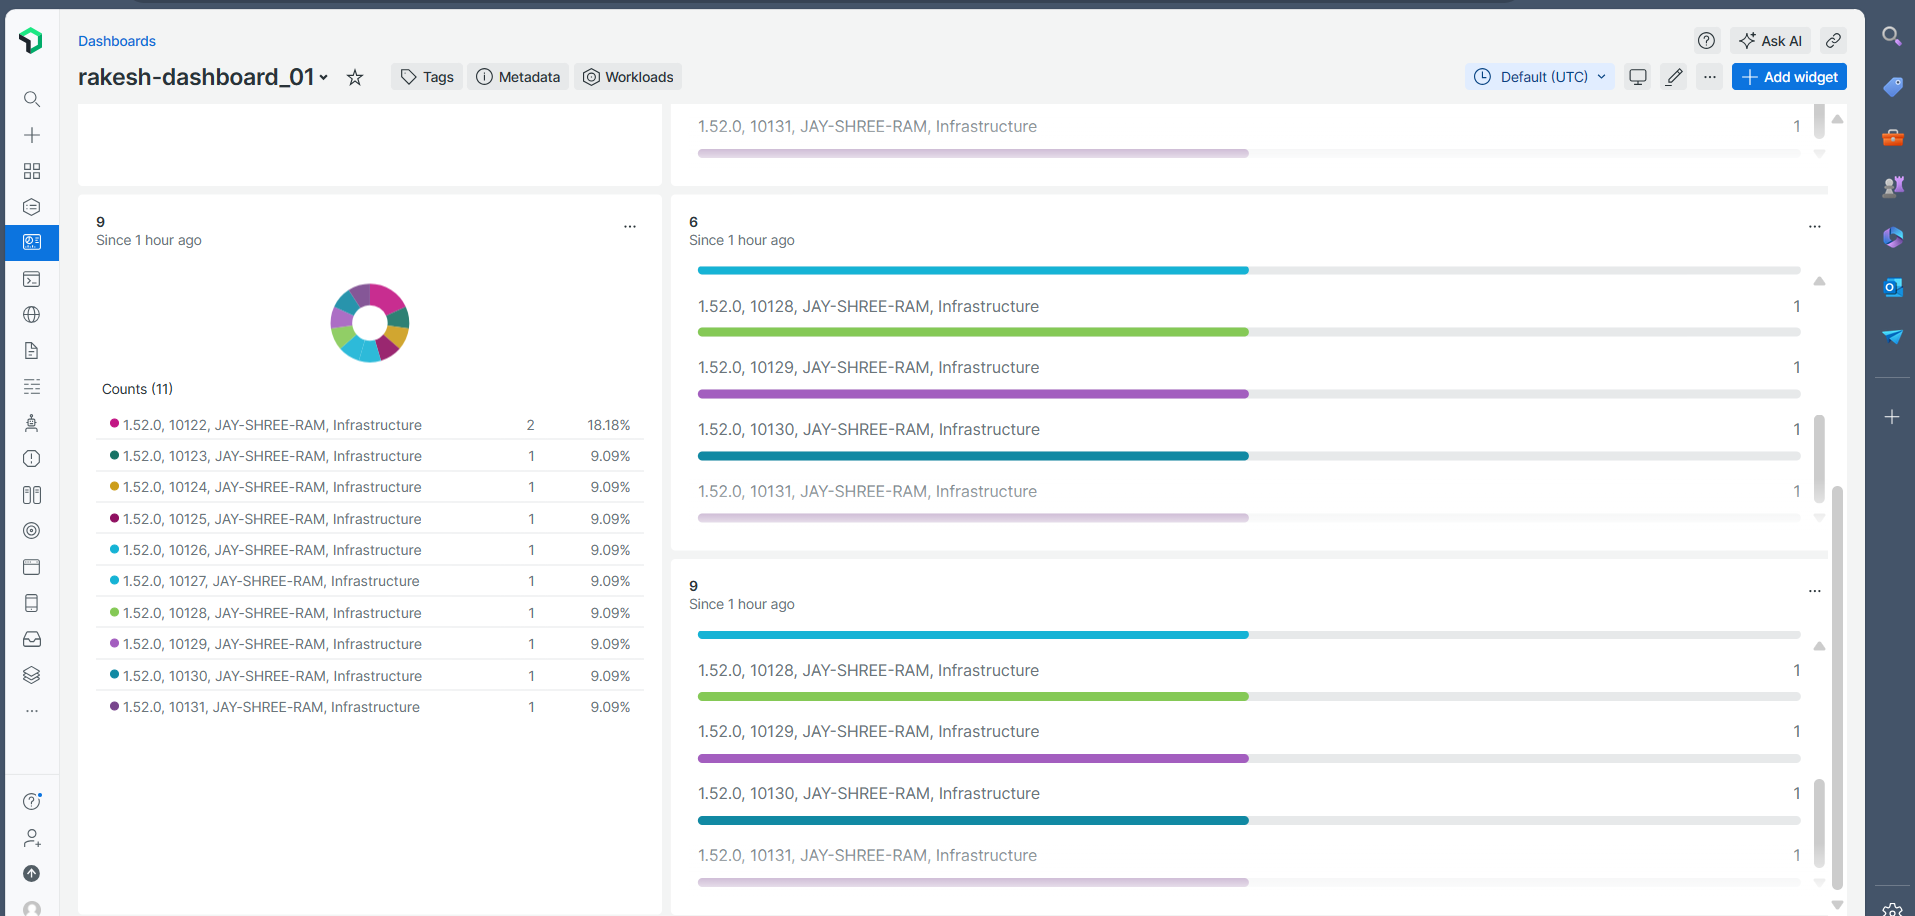 Dashboards
Ask AI
rakesh-dashboard_01
Tags
Metadata
Workloads
Default (UTC)
Add widget
1.52.0, 10131, JAY-SHREE-RAM, Infrastructure 1
9
Since 1 hour ago
Counts (11)
1.52.0, 10122, JAY-SHREE-RAM, Infrastructure 2 18.18%
1.52.0, 10123, JAY-SHREE-RAM, Infrastructure 1 9.09%
1.52.0, 10124, JAY-SHREE-RAM, Infrastructure 1 9.09%
1.52.0, 10125, JAY-SHREE-RAM, Infrastructure 1 9.09%
1.52.0, 10126, JAY-SHREE-RAM, Infrastructure 1 9.09%
1.52.0, 10127, JAY-SHREE-RAM, Infrastructure 1 9.09%
1.52.0, 10128, JAY-SHREE-RAM, Infrastructure 1 9.09%
1.52.0, 10129, JAY-SHREE-RAM, Infrastructure 1 9.09%
1.52.0, 10130, JAY-SHREE-RAM, Infrastructure 1 9.09%
1.52.0, 10131, JAY-SHREE-RAM, Infrastructure 1 9.09%
6
Since 1 hour ago
1.52.0, 10128, JAY-SHREE-RAM, Infrastructure 1
1.52.0, 10129, JAY-SHREE-RAM, Infrastructure 1
1.52.0, 10130, JAY-SHREE-RAM, Infrastructure 1
1.52.0, 10131, JAY-SHREE-RAM, Infrastructure 1
9
Since 1 hour ago
1.52.0, 10128, JAY-SHREE-RAM, Infrastructure 1
1.52.0, 10129, JAY-SHREE-RAM, Infrastructure 1
1.52.0, 10130, JAY-SHREE-RAM, Infrastructure 1
1.52.0, 10131, JAY-SHREE-RAM, Infrastructure 1